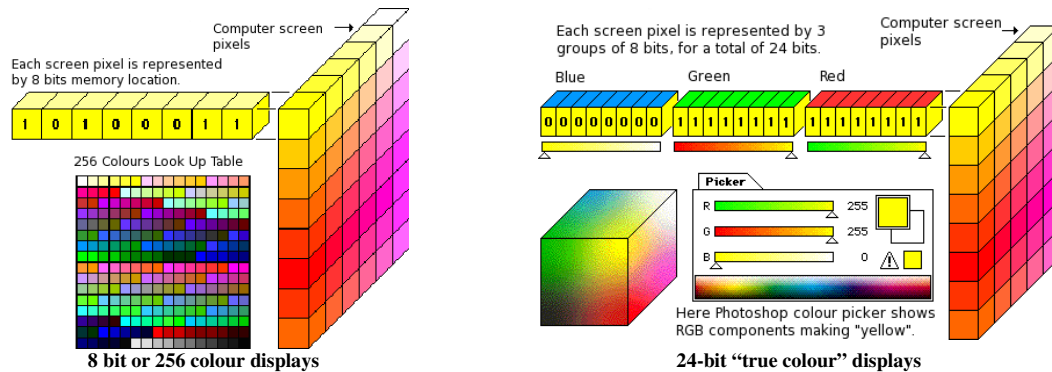 Computer screen
pixels
Each screen pixel is represented
by 8 bits memory location.
1 0 1 0 0 0 1 1
256 Colours Look Up Table
8 bit or 256 colour displays
Each screen pixel is represented by 3
groups of 8 bits, for a total of 24 bits.
Computer screen
pixels
Blue Green Red
0 0 0 0 0 0 0 0 1 1 1 1 1 1 1 1 1 1 1 1 1 1 1 1
Picker
R 255
G 255
B 0
Here Photoshop colour picker shows
RGB components making "yellow".
24-bit “true colour” displays